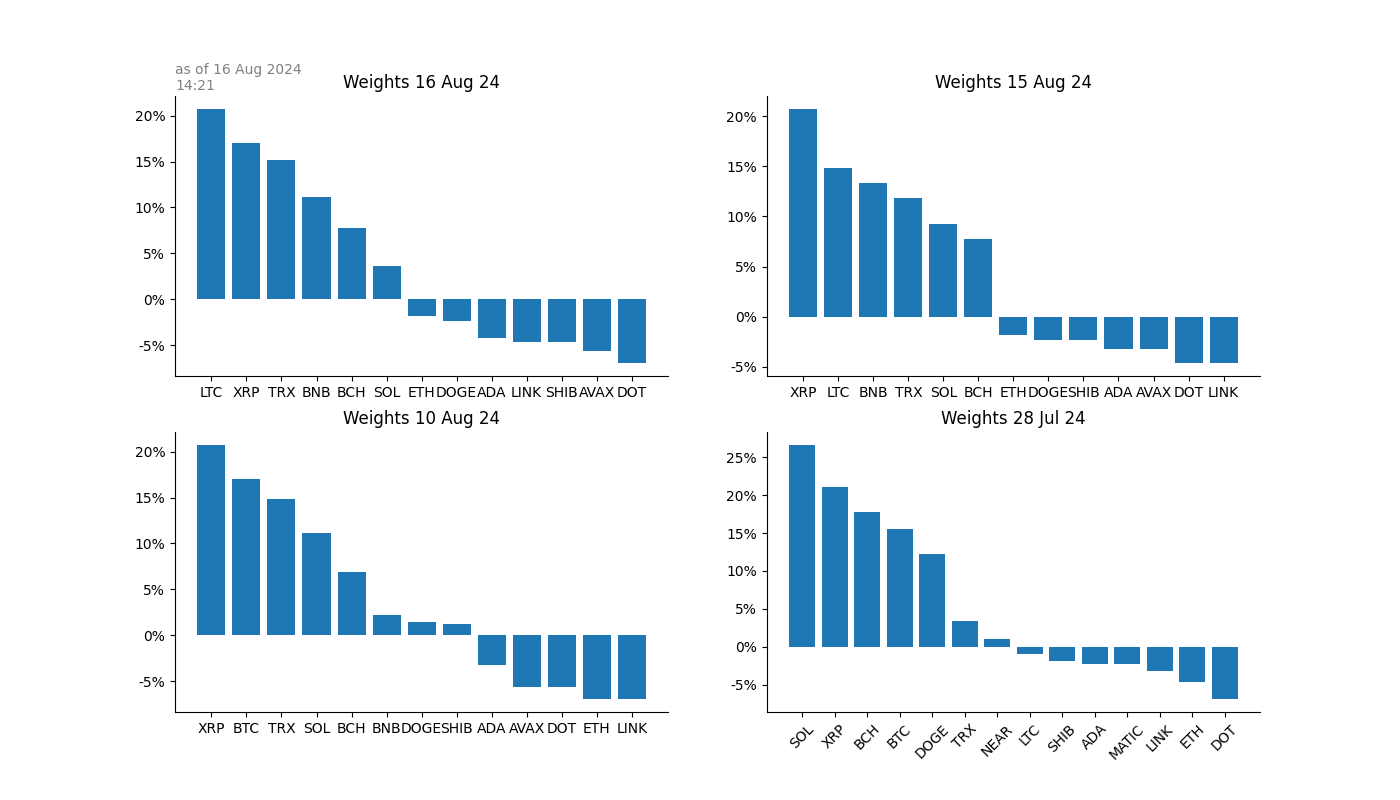 as of 16 Aug 2024
14:21
Weights 16 Aug 24
20%
15%
10%
5%
0%
-5%
LTC XRP TRX BNB BCH SOL ETH DOGE ADA LINK SHIB AVAX DOT
Weights 15 Aug 24
20%
15%
10%
5%
0%
-5%
XRP LTC BNB TRX SOL BCH ETH DOGE SHIB ADA AVAX DOT LINK
Weights 10 Aug 24
20%
15%
10%
5%
0%
-5%
XRP BTC TRX SOL BCH BNB DOGE SHIB ADA AVAX DOT ETH LINK
Weights 28 Jul 24
25%
20%
15%
10%
5%
0%
-5%
SOL XRP BCH BTC DOGE TRX NEAR LTC SHIB ADA MATIC LINK ETH DOT